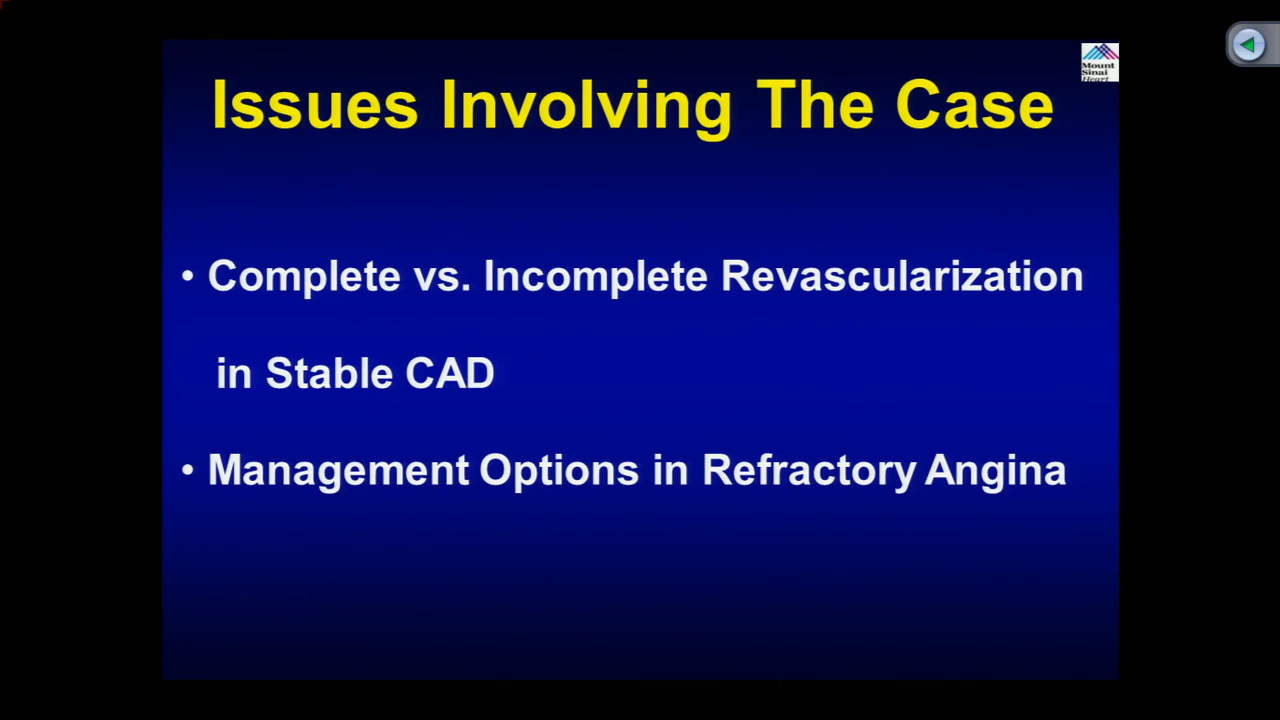 Mount
Sinai
Heart
Issues Involving The Case
• Complete vs. Incomplete Revascularization
in Stable CAD
• Management Options in Refractory Angina